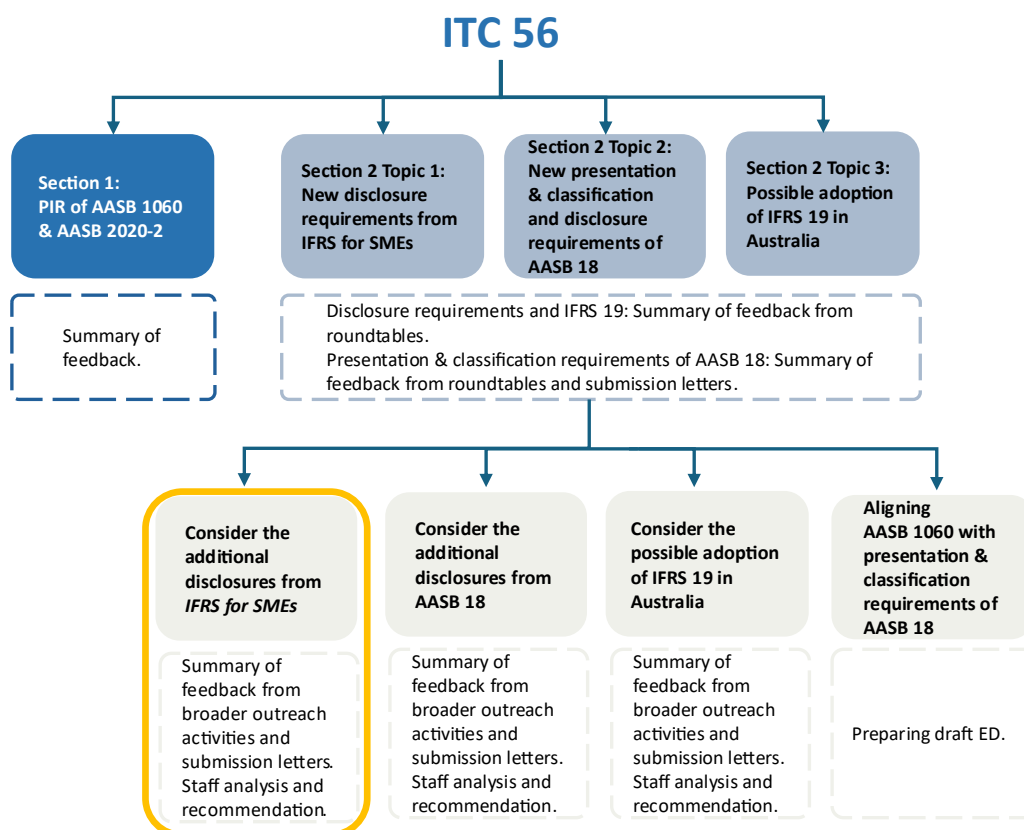 ITC 56
Section 1:
PIR of AASB 1060
& AASB 2020-2
Section 2 Topic 1:
New disclosure
requirements from
IFRS for SMEs
Section 2 Topic 2:
New presentation
& classification
and disclosure
requirements of
AASB 18
Section 2 Topic 3:
Possible adoption
of IFRS 19 in
Australia
Summary of
feedback.
Disclosure requirements and IFRS 19: Summary of feedback from
roundtables.
Presentation & classification requirements of AASB 18: Summary of
feedback from roundtables and submission letters.
Consider the
additional
disclosures from
IFRS for SMEs
Consider the
additional
disclosures from
AASB 18
Consider the
possible adoption
of IFRS 19 in
Australia
Aligning
AASB 1060 with
presentation &
classification
requirements of
AASB 18
Summary of
feedback from
broader outreach
activities and
submission letters.
Staff analysis and
recommendation.
Summary of
feedback from
broader outreach
activities and
submission letters.
Staff analysis and
recommendation.
Summary of
feedback from
broader outreach
activities and
submission letters.
Staff analysis and
recommendation.
Preparing draft ED.